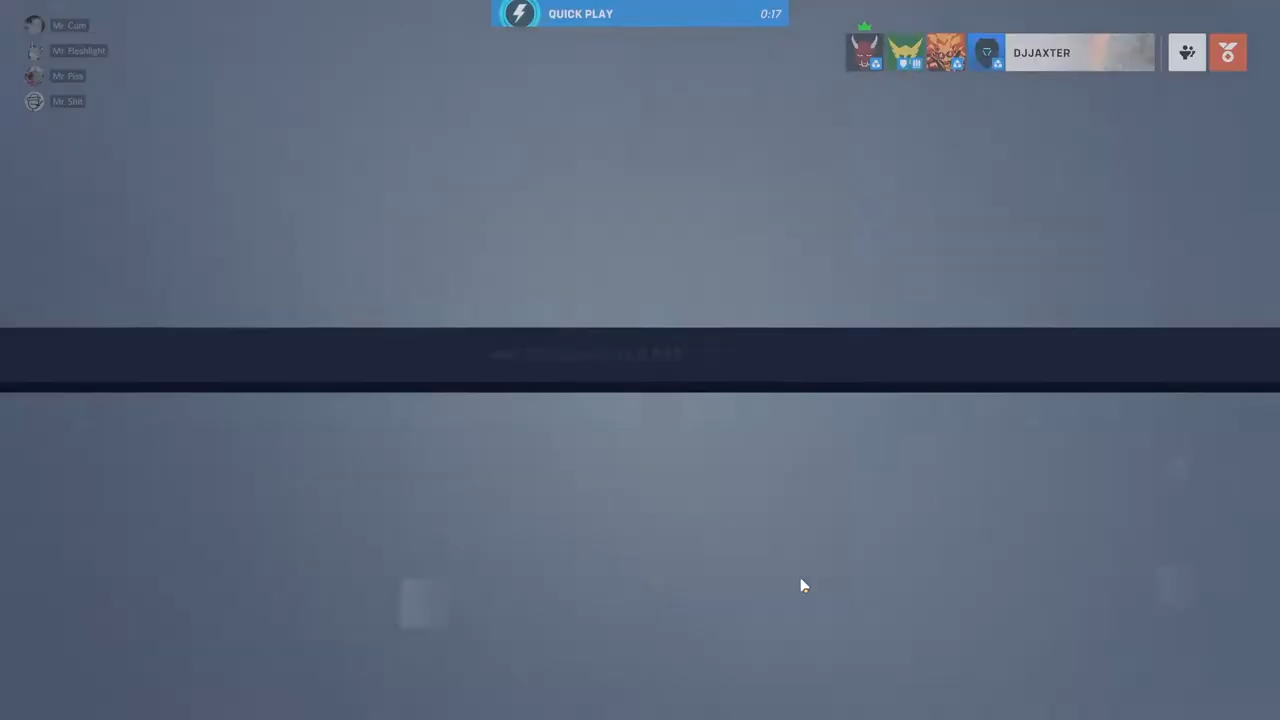 Mr. Cum
QUICK PLAY
0:17
Mr. Fleshlight
DJJAXTER
Mr. Piss
Mr. Shit